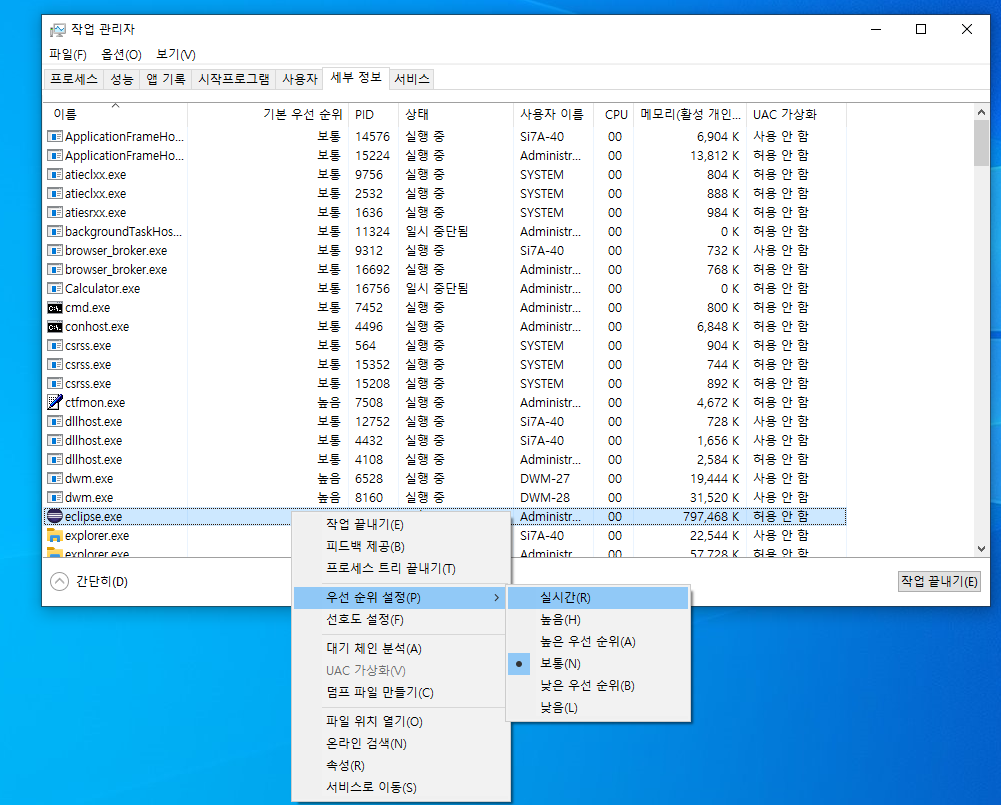 작업 관리자
파일(F) 옵션(O) 보기(V)
프로세스 성능 앱 기록 시작프로그램 사용자 세부 정보 서비스
이름 기본 우선 순위 PID 상태 사용자 이름 CPU 메모리(활성 개인... UAC 가상화
ApplicationFrameHo... 보통 14576 실행 중 Si7A-40 00 6,904 K 사용 안 함
ApplicationFrameHo... 보통 15224 실행 중 Administr... 00 13,812 K 허용 안 함
atieclxx.exe 보통 9756 실행 중 SYSTEM 00 804 K 허용 안 함
atieclxx.exe 보통 2532 실행 중 SYSTEM 00 888 K 허용 안 함
atiesrxx.exe 보통 1636 실행 중 SYSTEM 00 984 K 허용 안 함
backgroundTaskHos... 보통 11324 일시 중단됨 Administr... 00 0 K 허용 안 함
browser_broker.exe 보통 9312 실행 중 Si7A-40 00 732 K 사용 안 함
browser_broker.exe 보통 16692 실행 중 Administr... 00 768 K 허용 안 함
Calculator.exe 보통 16756 일시 중단됨 Administr... 00 0 K 허용 안 함
cmd.exe 보통 7452 실행 중 Administr... 00 800 K 허용 안 함
conhost.exe 보통 4496 실행 중 Administr... 00 6,848 K 허용 안 함
csrss.exe 보통 564 실행 중 SYSTEM 00 904 K 허용 안 함
csrss.exe 보통 15352 실행 중 SYSTEM 00 744 K 허용 안 함
csrss.exe 보통 15208 실행 중 SYSTEM 00 892 K 허용 안 함
ctfmon.exe 높음 7508 실행 중 Administr... 00 4,672 K 허용 안 함
dllhost.exe 보통 12752 실행 중 Si7A-40 00 728 K 사용 안 함
dllhost.exe 보통 4432 실행 중 Si7A-40 00 1,656 K 사용 안 함
dllhost.exe 보통 4108 실행 중 Administr... 00 2,584 K 허용 안 함
dwm.exe 높음 6528 실행 중 DWM-27 00 19,444 K 허용 안 함
dwm.exe 높음 8160 실행 중 DWM-28 00 31,520 K 허용 안 함
eclipse.exe Administr... 00 797,468 K 허용 안 함
explorer.exe Si7A-40 00 22,544 K 사용 안 함
explorer.exe Administr... 00 57,728 K 허용 안 함
간단히(D) 작업 끝내기(E)
작업 끝내기(E)
피드백 제공(B)
프로세스 트리 끝내기(T)
우선 순위 설정(P)
선호도 설정(F)
대기 체인 분석(A)
UAC 가상화(V)
덤프 파일 만들기(C)
파일 위치 열기(O)
온라인 검색(N)
속성(R)
서비스로 이동(S)
실시간(R)
높음(H)
높은 우선 순위(A)
보통(N)
낮은 우선 순위(B)
낮음(L)